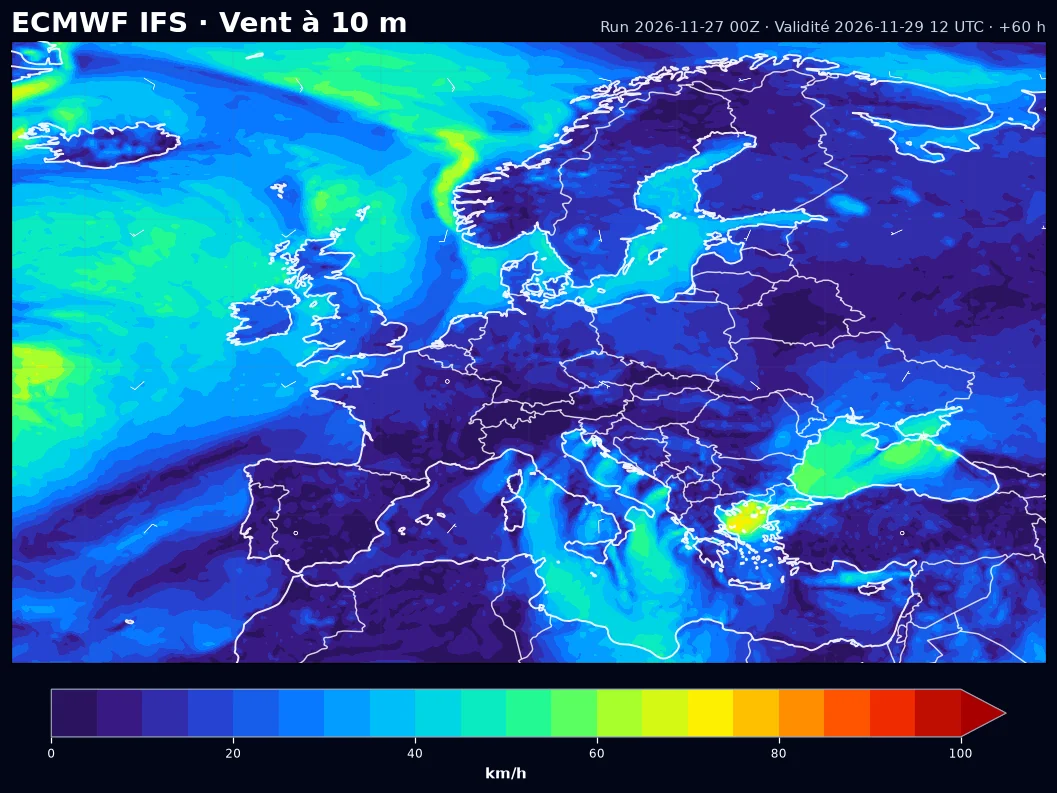 ECMWF IFS · Vent à 10 m
Run 2026-11-27 00Z · Validité 2026-11-29 12 UTC · +60 h
0 20 40 60 80 100
km/h